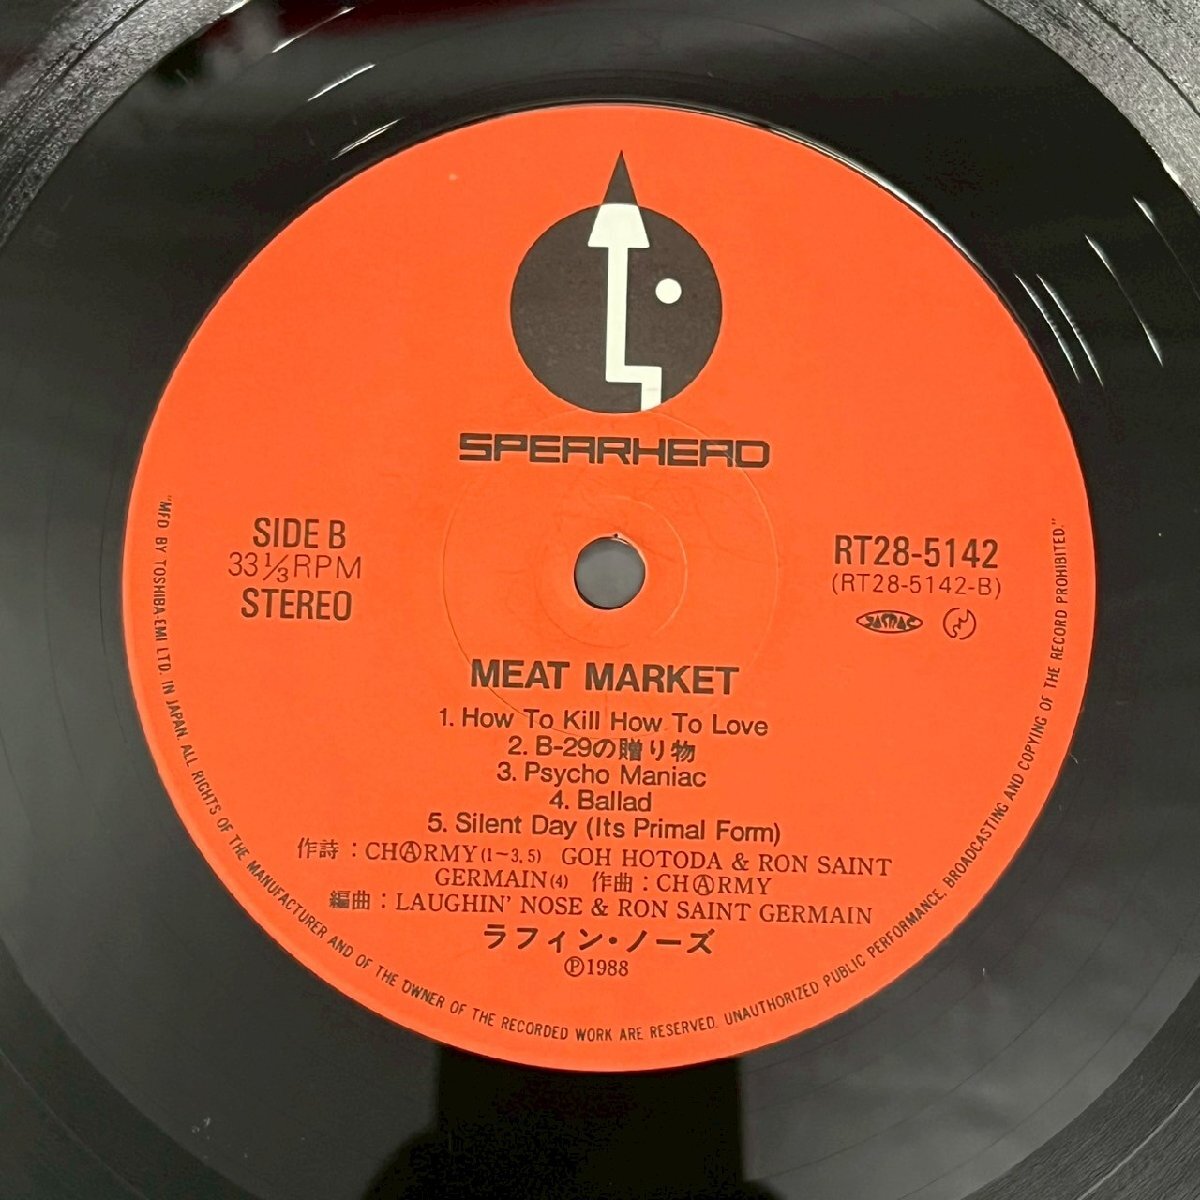 SPEARHEAD
SIDE B
33⅓RPM
STEREO
RT28-5142
(RT28-5142-B)
JASRAC
MEAT MARKET
1. How To Kill How To Love
2. B-29の贈り物
3. Psycho Maniac
4. Ballad
5. Silent Day (Its Primal Form)
作詩：CHⒶRMY(1~3, 5) GOH HOTODA & RON SAINT
GERMAIN(4) 作曲：CHⒶRMY
編曲：LAUGHIN' NOSE & RON SAINT GERMAIN
ラフィン・ノーズ
Ⓟ1988
"MFD BY TOSHIBA-EMI LTD. IN JAPAN. ALL RIGHTS OF THE MANUFACTURER AND OF THE OWNER OF THE RECORDED WORK ARE RESERVED. UNAUTHORIZED PUBLIC PERFORMANCE, BROADCASTING AND COPYING OF THE RECORD PROHIBITED."